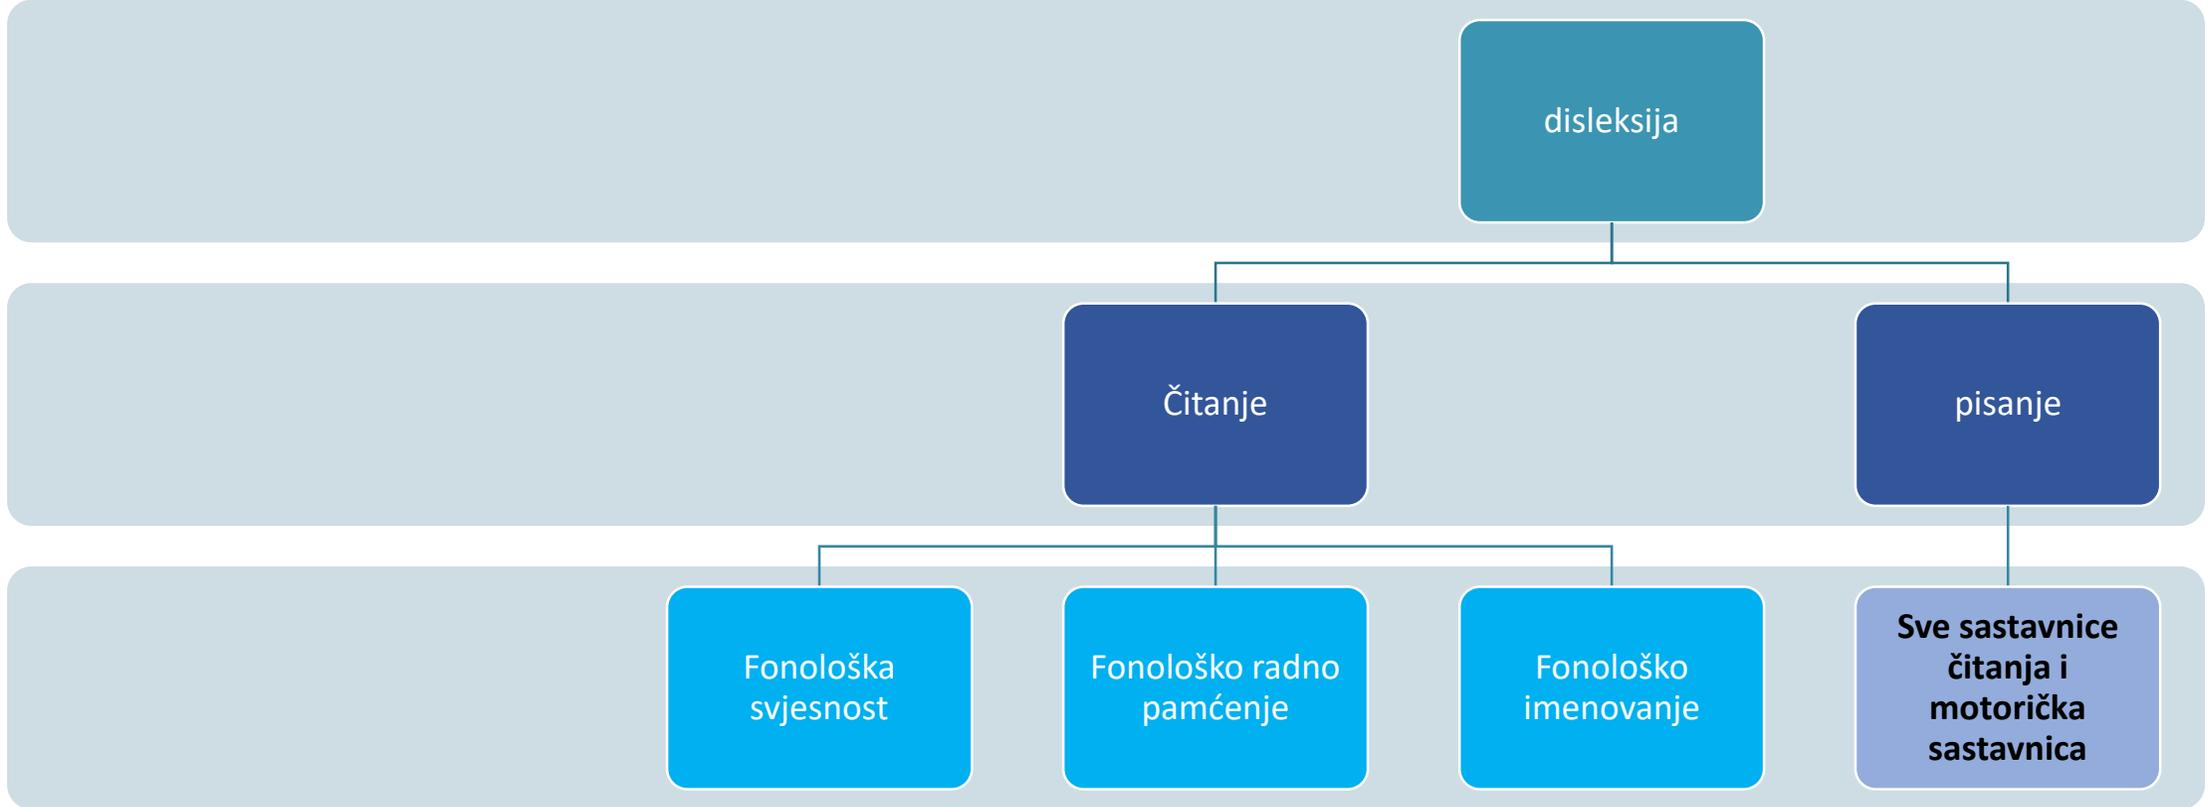 disleksija
Čitanje
pisanje
Fonološka
svjesnost
Fonološko radno
pamćenje
Fonološko
imenovanje
Sve sastavnice
čitanja i
motorička
sastavnica